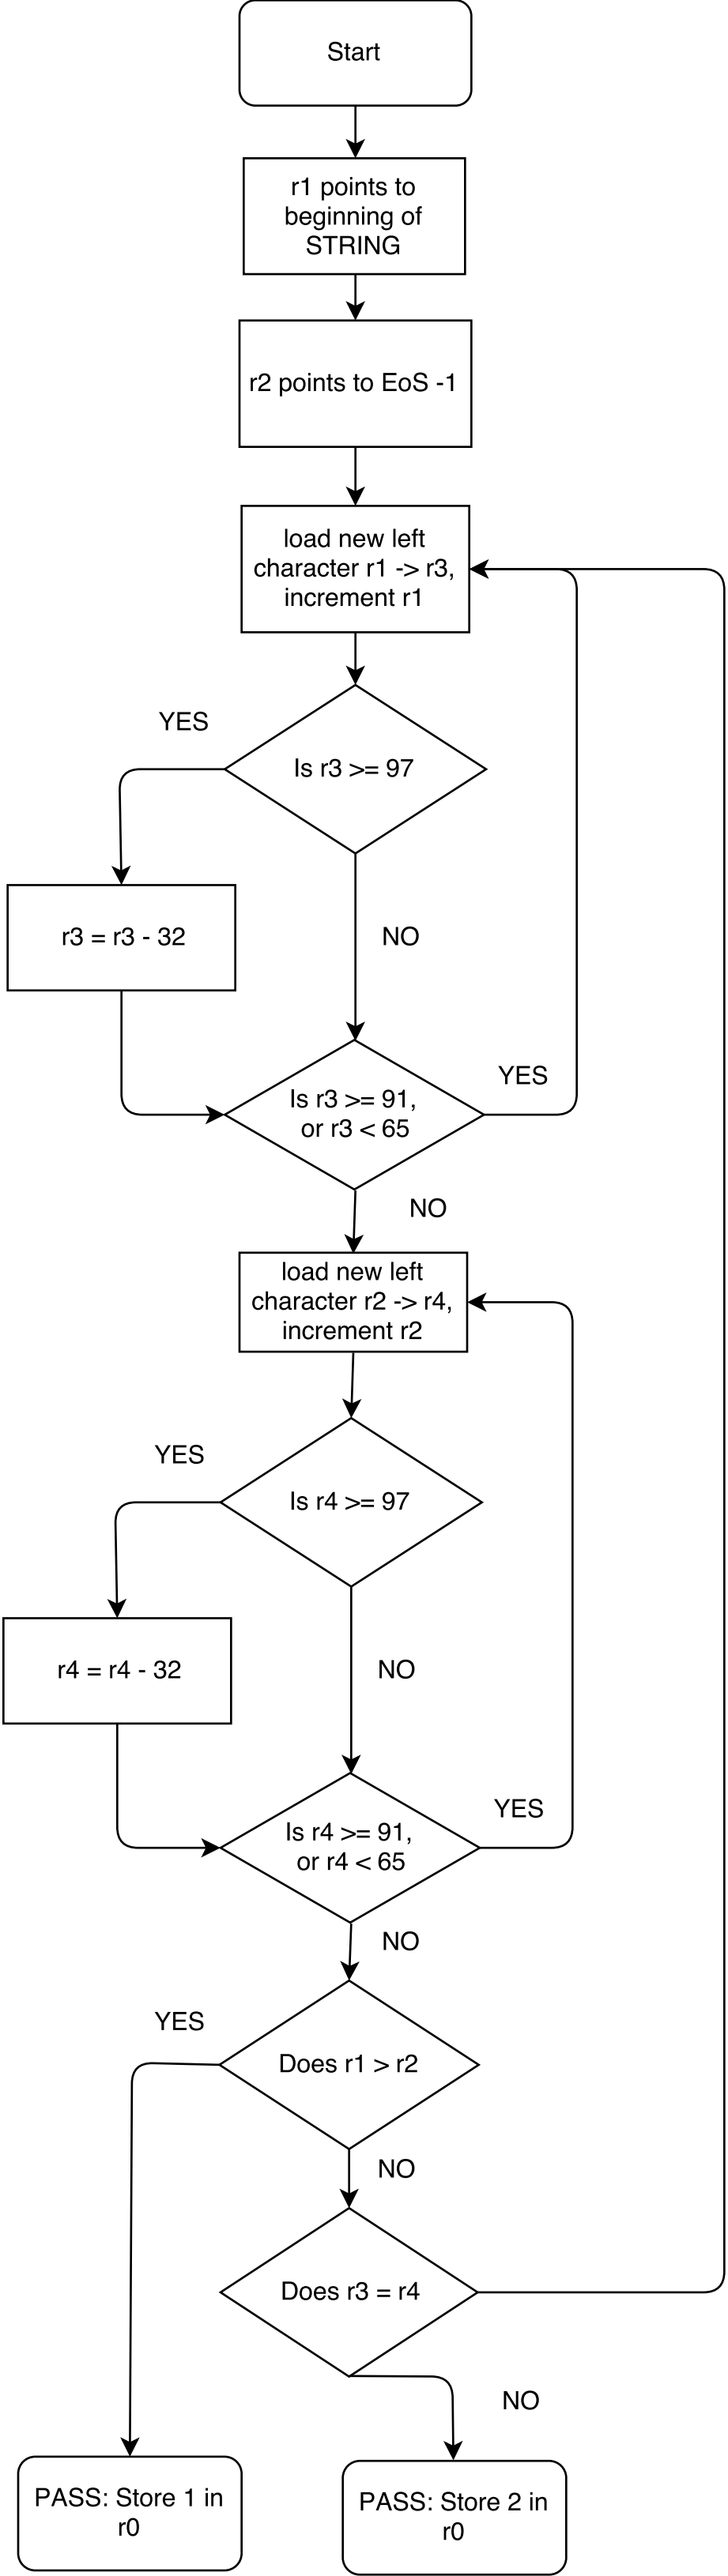 Start
r1 points to
beginning of
STRING
r2 points to EoS -1
load new left
character r1 -> r3,
increment r1
YES
Is r3 >= 97
r3 = r3 - 32
NO
YES
Is r3 >= 91,
or r3 < 65
NO
load new left
character r2 -> r4,
increment r2
YES
Is r4 >= 97
r4 = r4 - 32
NO
YES
Is r4 >= 91,
or r4 < 65
NO
YES
Does r1 > r2
NO
Does r3 = r4
NO
PASS: Store 1 in
r0
PASS: Store 2 in
r0